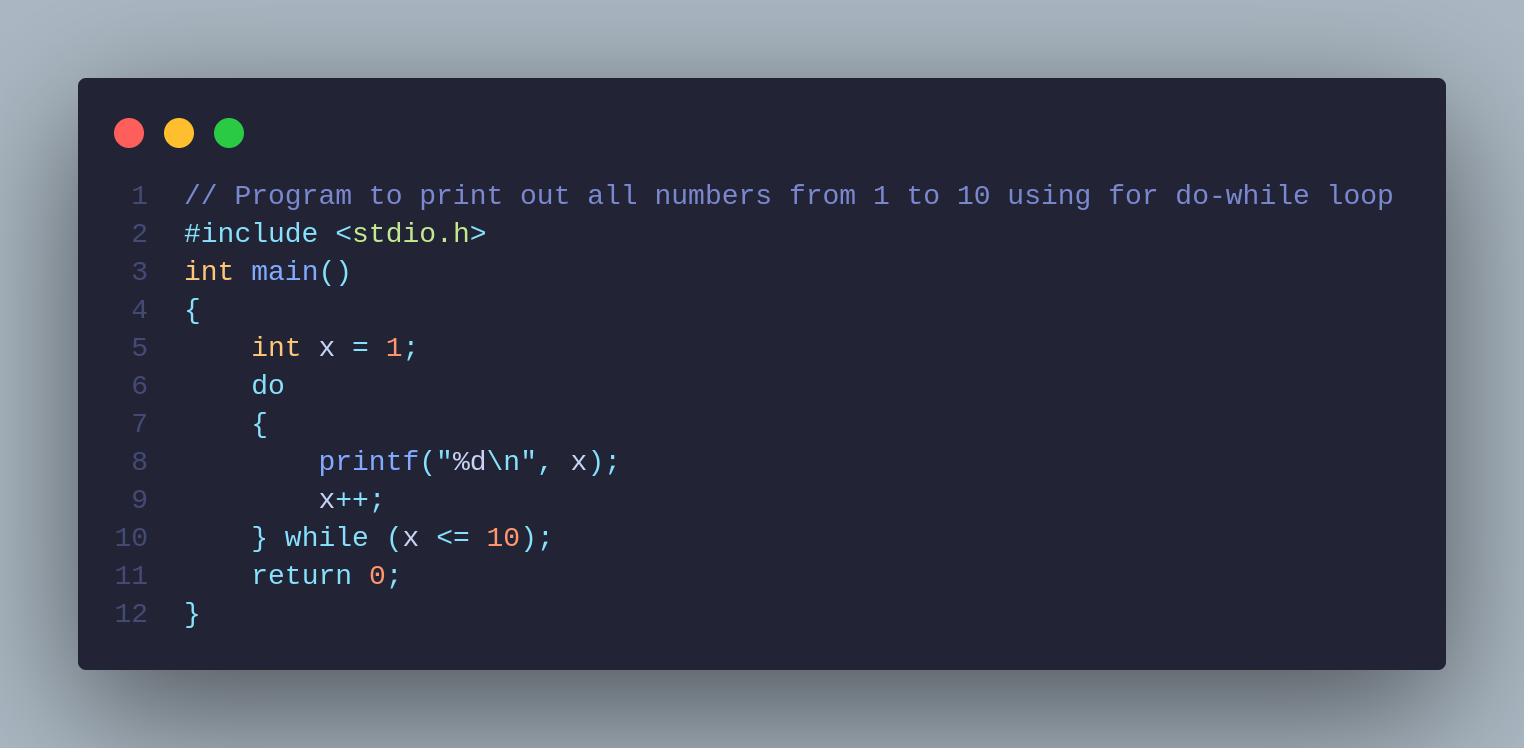 1 // Program to print out all numbers from 1 to 10 using for do-while loop
2 #include <stdio.h>
3 int main()
4 {
5     int x = 1;
6     do
7     {
8         printf("%d\n", x);
9         x++;
10     } while (x <= 10);
11     return 0;
12 }